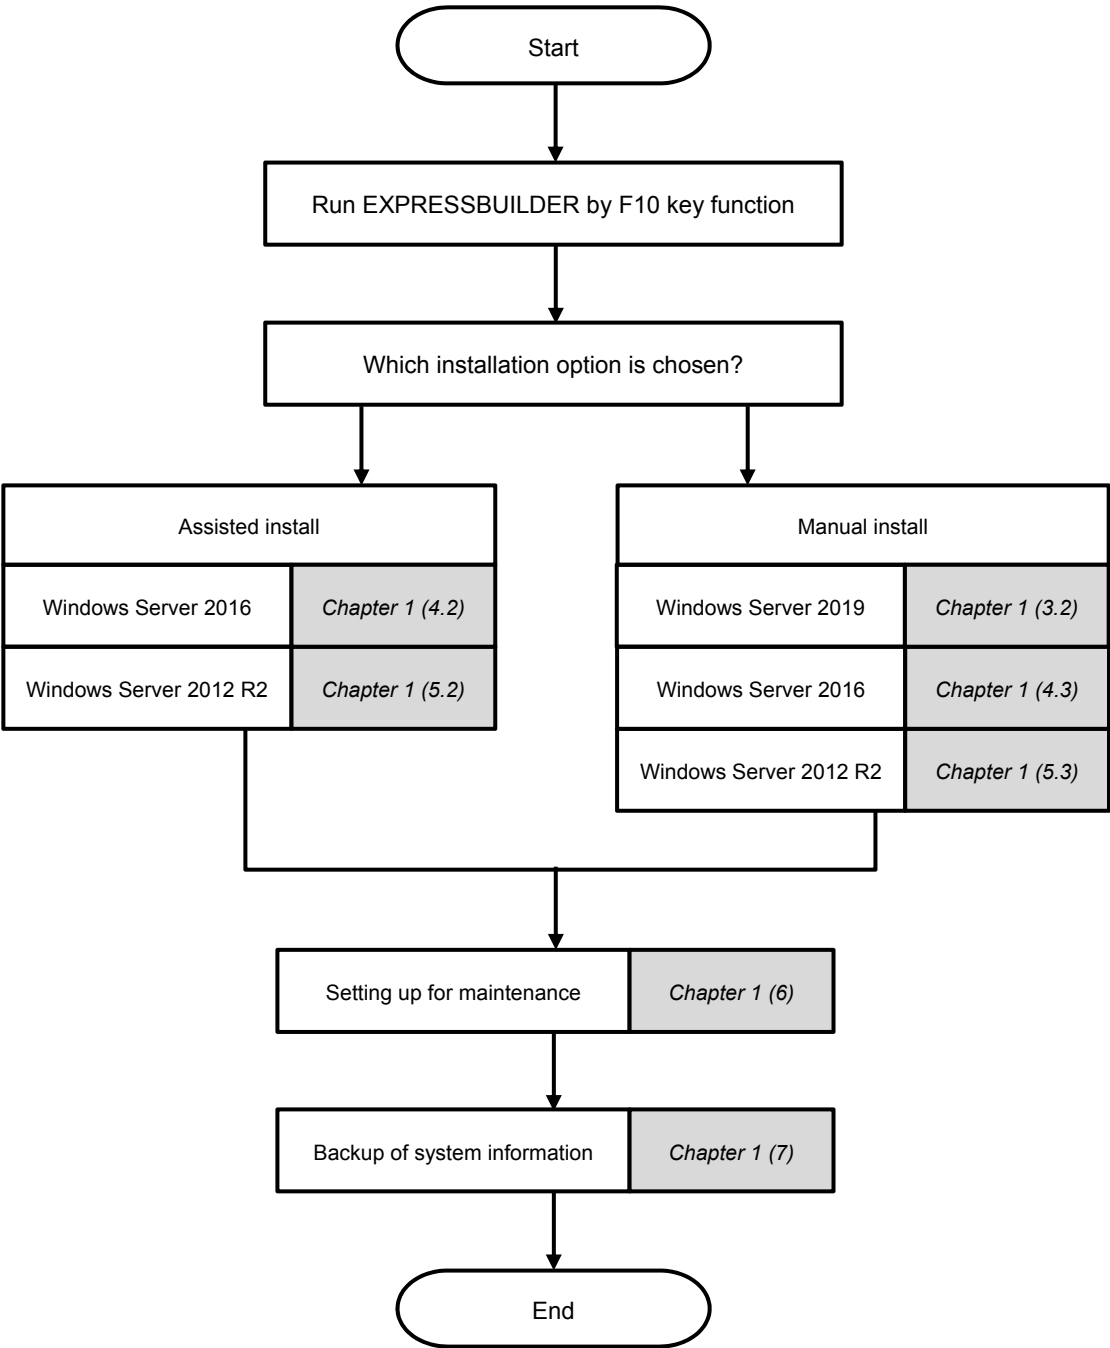 Start
Run EXPRESSBUILDER by F10 key function
Which installation option is chosen?
Assisted install
Windows Server 2016 Chapter 1 (4.2)
Windows Server 2012 R2 Chapter 1 (5.2)
Manual install
Windows Server 2019 Chapter 1 (3.2)
Windows Server 2016 Chapter 1 (4.3)
Windows Server 2012 R2 Chapter 1 (5.3)
Setting up for maintenance Chapter 1 (6)
Backup of system information Chapter 1 (7)
End